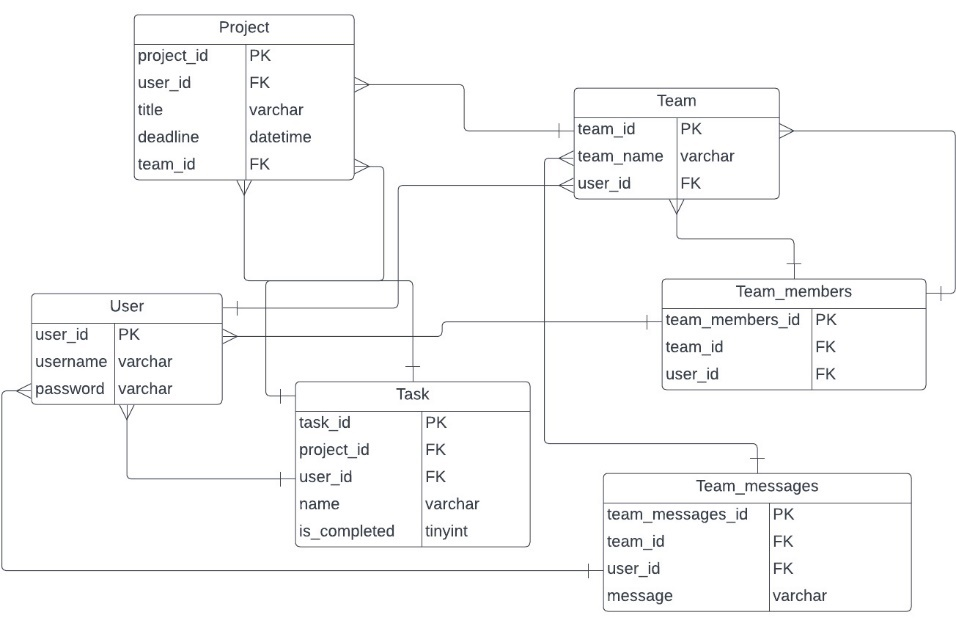 Project
project_id PK
user_id FK
title varchar
deadline datetime
team_id FK
Team
team_id PK
team_name varchar
user_id FK
User
user_id PK
username varchar
password varchar
Team_members
team_members_id PK
team_id FK
user_id FK
Task
task_id PK
project_id FK
user_id FK
name varchar
is_completed tinyint
Team_messages
team_messages_id PK
team_id FK
user_id FK
message varchar